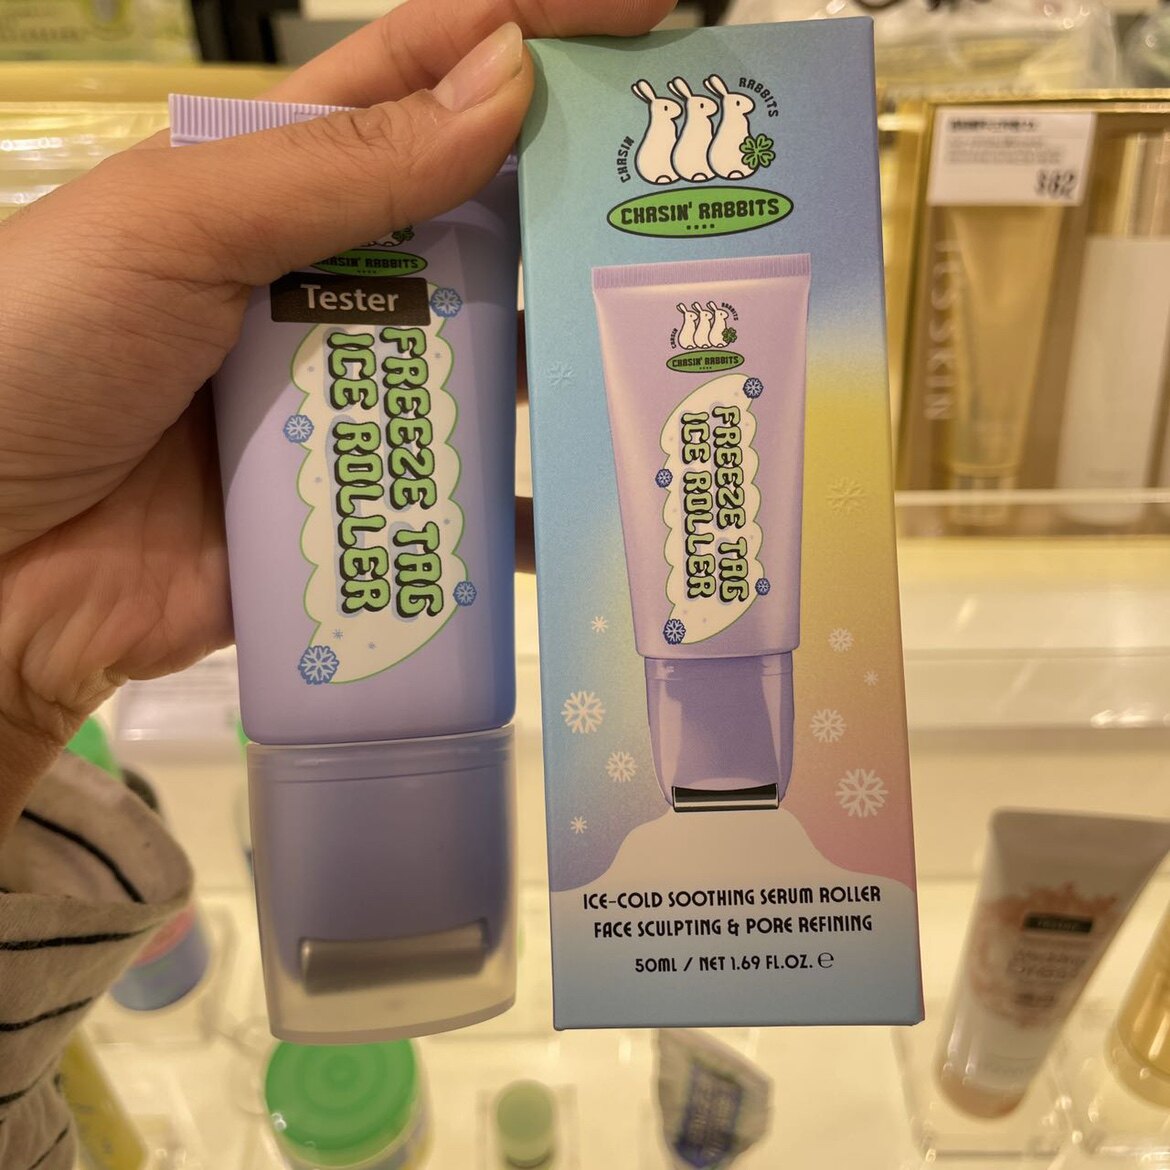 CHASIN' RABBITS
Tester
FREEZE TAG
ICE ROLLER
CHASIN RABBITS
CHASIN' RABBITS
CHASIN RABBITS
CHASIN' RABBITS
FREEZE TAG
ICE ROLLER
ICE-COLD SOOTHING SERUM ROLLER
FACE SCULPTING & PORE REFINING
50ML / NET 1.69 FL.OZ. ℮
$62